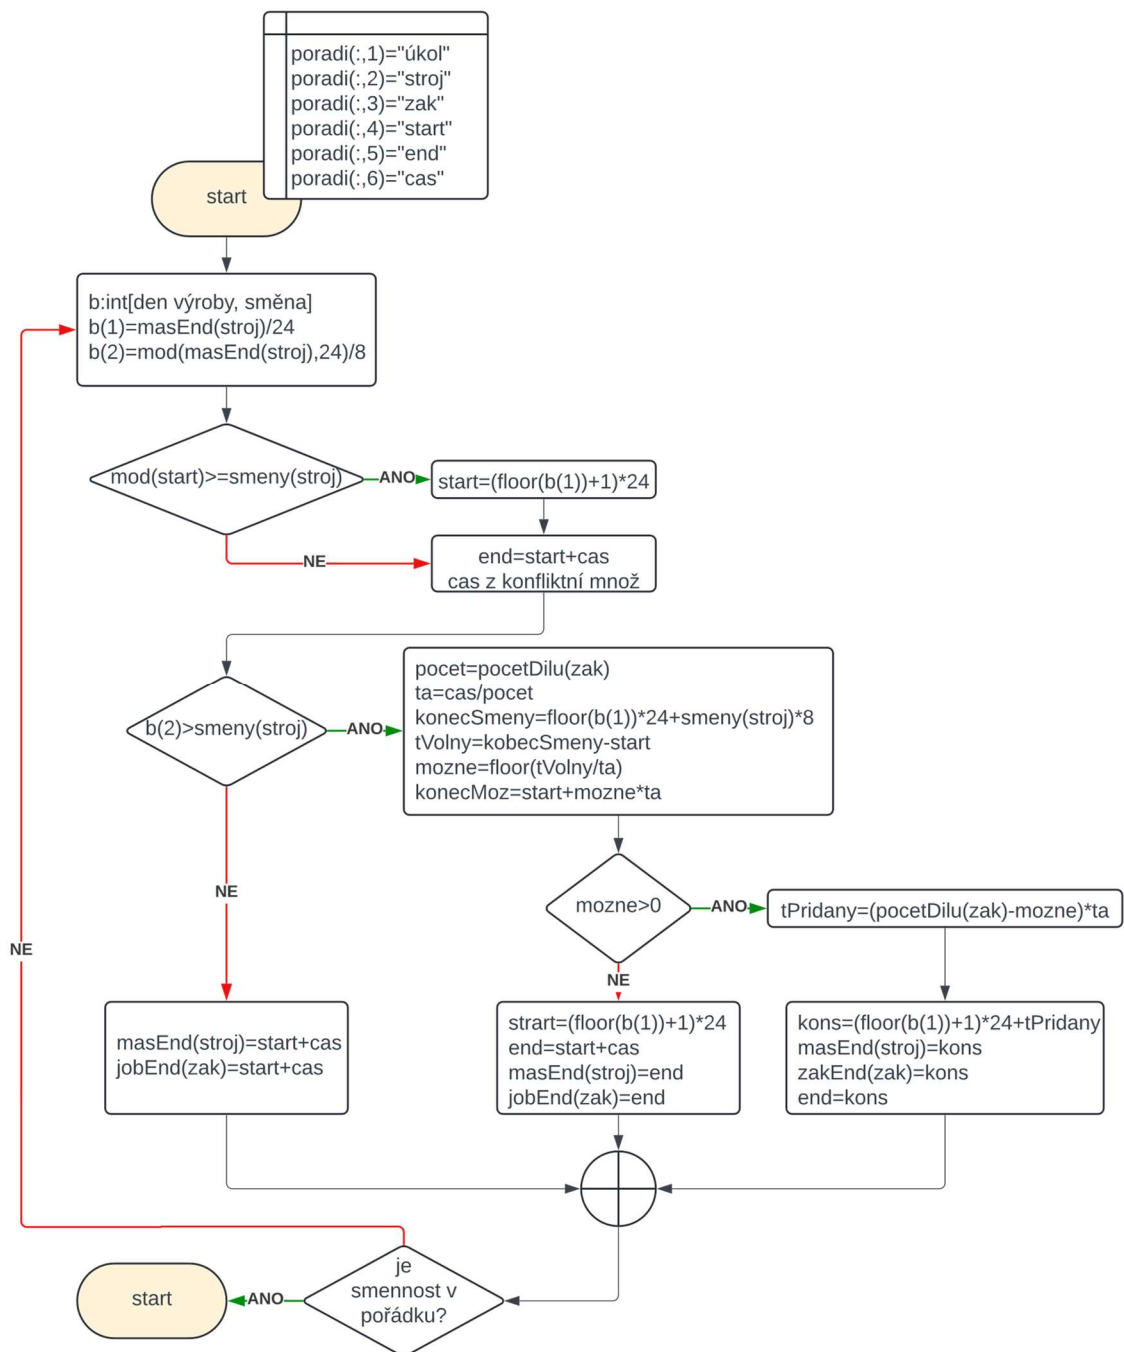 poradi(:,1)="úkol"
poradi(:,2)="stroj"
poradi(:,3)="zak"
poradi(:,4)="start"
poradi(:,5)="end"
poradi(:,6)="cas"
start
b:int[den výroby, směna]
b(1)=masEnd(stroj)/24
b(2)=mod(masEnd(stroj),24)/8
mod(start)>=smeny(stroj)
ANO
start=(floor(b(1))+1)*24
NE
end=start+cas
cas z konfliktní množ
b(2)>smeny(stroj)
ANO
pocet=pocetDilu(zak)
ta=cas/pocet
konecSmeny=floor(b(1))*24+smeny(stroj)*8
tVolny=kobecSmeny-start
mozne=floor(tVolny/ta)
konecMoz=start+mozne*ta
NE
mozne>0
ANO
tPridany=(pocetDilu(zak)-mozne)*ta
NE
NE
masEnd(stroj)=start+cas
jobEnd(zak)=start+cas
strart=(floor(b(1))+1)*24
end=start+cas
masEnd(stroj)=end
jobEnd(zak)=end
kons=(floor(b(1))+1)*24+tPridany
masEnd(stroj)=kons
zakEnd(zak)=kons
end=kons
je
smennost v
pořádku?
ANO
start